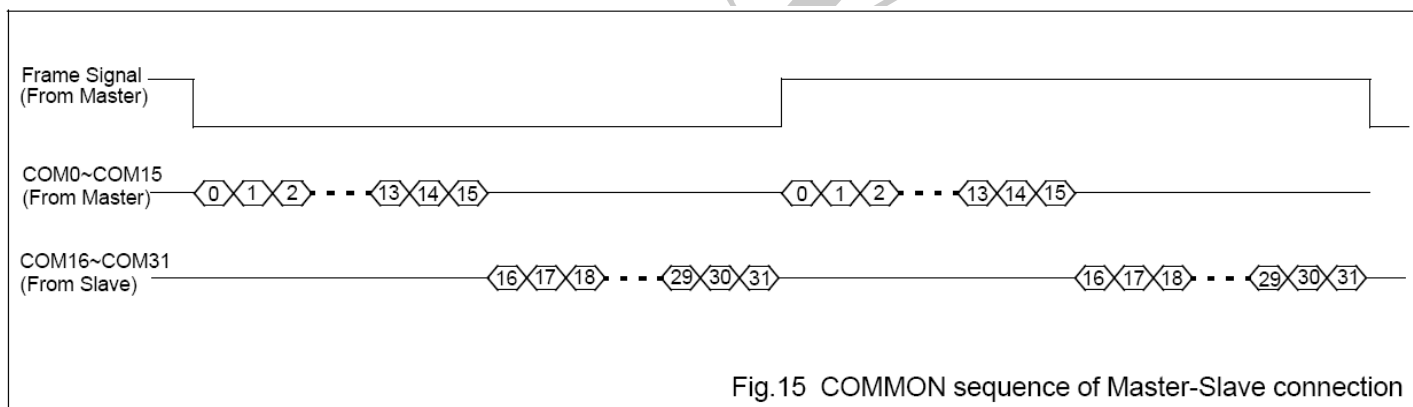 Frame Signal
(From Master)
COM0~COM15
(From Master)
0 1 2 13 14 15 0 1 2 13 14 15
COM16~COM31
(From Slave)
16 17 18 29 30 31 16 17 18 29 30 31
Fig.15 COMMON sequence of Master-Slave connection